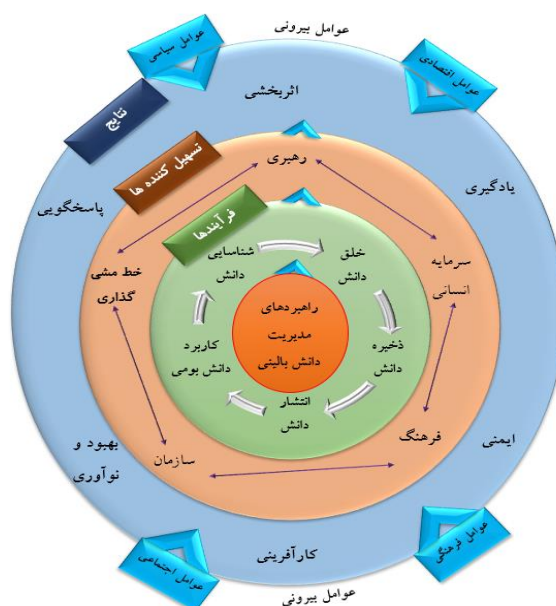 عوامل بیرونی
عوامل سیاسی
عوامل اقتصادی
نتایج
اثربخشی
تسهیل کننده ها
رهبری
یادگیری
پاسخگویی
فرآیندها
خط مشی
گذاری
سرمایه
انسانی
شناسایی
دانش
خلق
دانش
راهبردهای
مدیریت
دانش بالینی
کاربرد
دانش بومی
ذخیره
دانش
انتشار
دانش
بهبود و
نوآوری
سازمان
فرهنگ
ایمنی
کارآفرینی
عوامل اجتماعی
عوامل فرهنگی
عوامل بیرونی